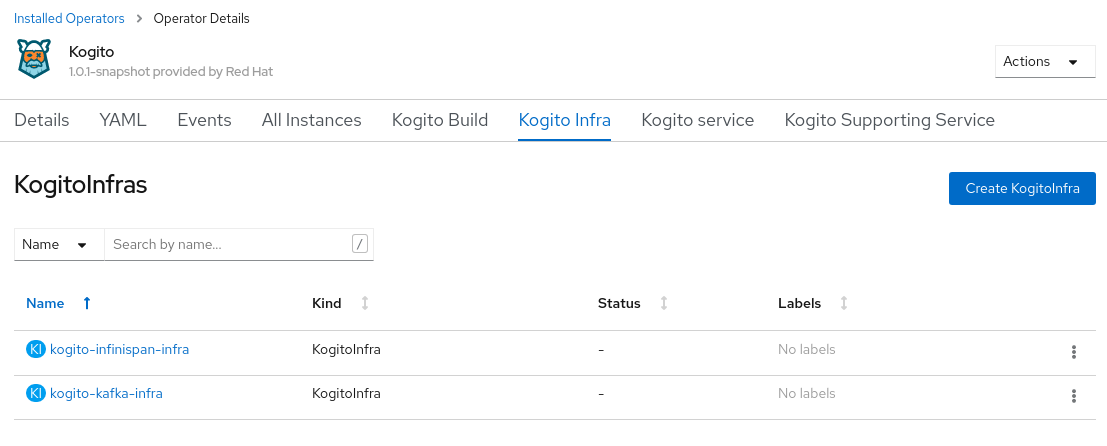 Installed Operators > Operator Details
Kogito
1.0.1-snapshot provided by Red Hat
Actions
Details YAML Events All Instances Kogito Build Kogito Infra Kogito service Kogito Supporting Service
KogitoInfras
Create KogitoInfra
Name Search by name... /
Name Kind Status Labels
KI kogito-infinispan-infra KogitoInfra - No labels
KI kogito-kafka-infra KogitoInfra - No labels